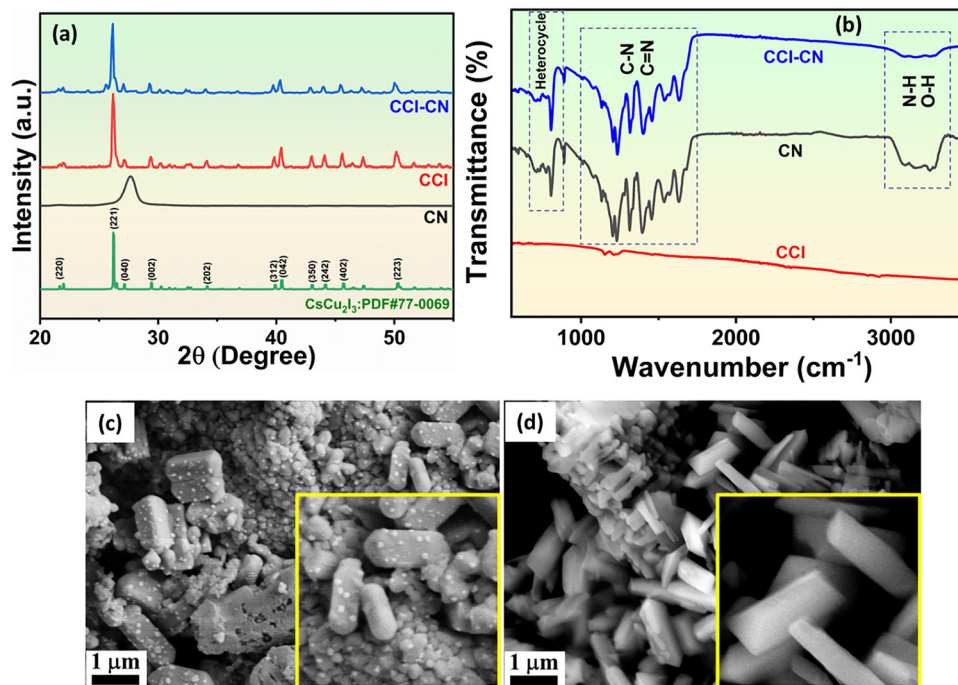 (a)
Intensity (a.u.)
CCI-CN
CCI
CN
(221)
(220)
(040)
(002)
(202)
(312)
(042)
(350)
(242)
(402)
(223)
CsCu₂I₃:PDF#77-0069
20
30
40
50
2θ (Degree)
(b)
Transmittance (%)
Heterocycle
C-N
C=N
N-H
O-H
CCI-CN
CN
CCI
1000
2000
3000
Wavenumber (cm⁻¹)
(c)
1 μm
(d)
1 μm